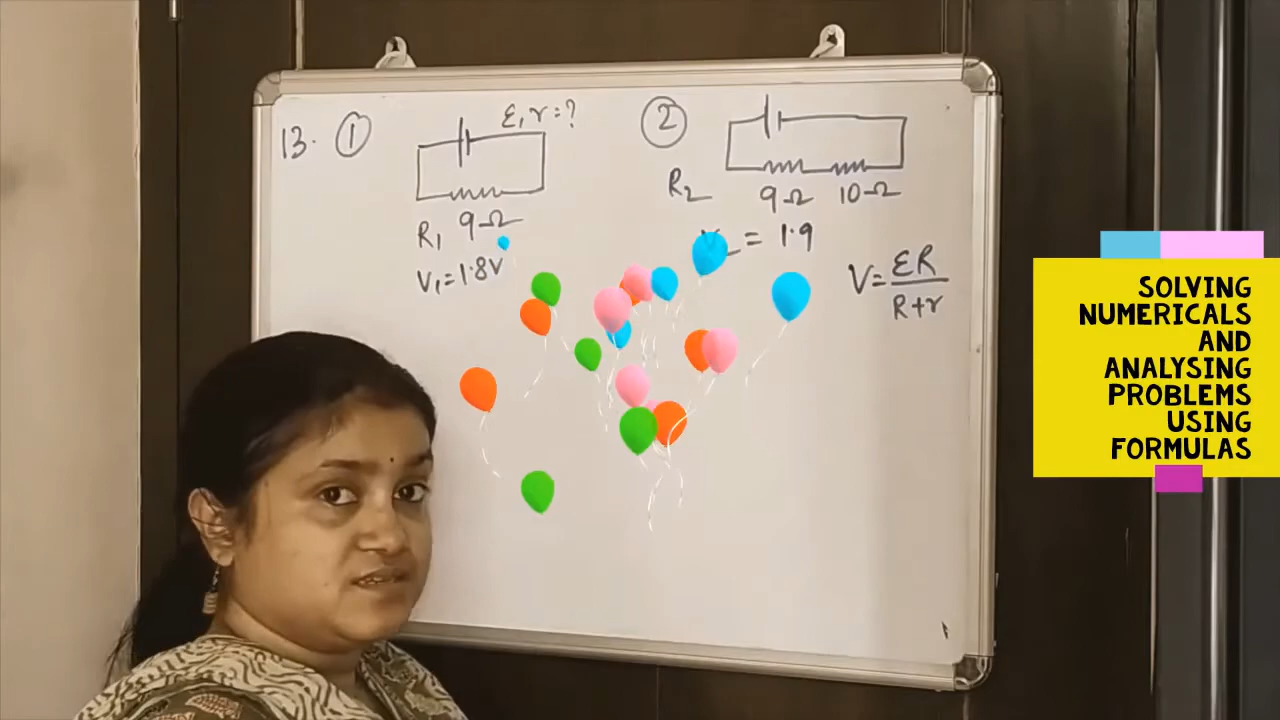 13. ①
ε, r = ?
R₁ 9Ω
V₁ = 1.8V
②
R₂ 9Ω 10Ω
= 1.9
V = εR / R+r
SOLVING
NUMERICALS
AND
ANALYSING
PROBLEMS
USING
FORMULAS